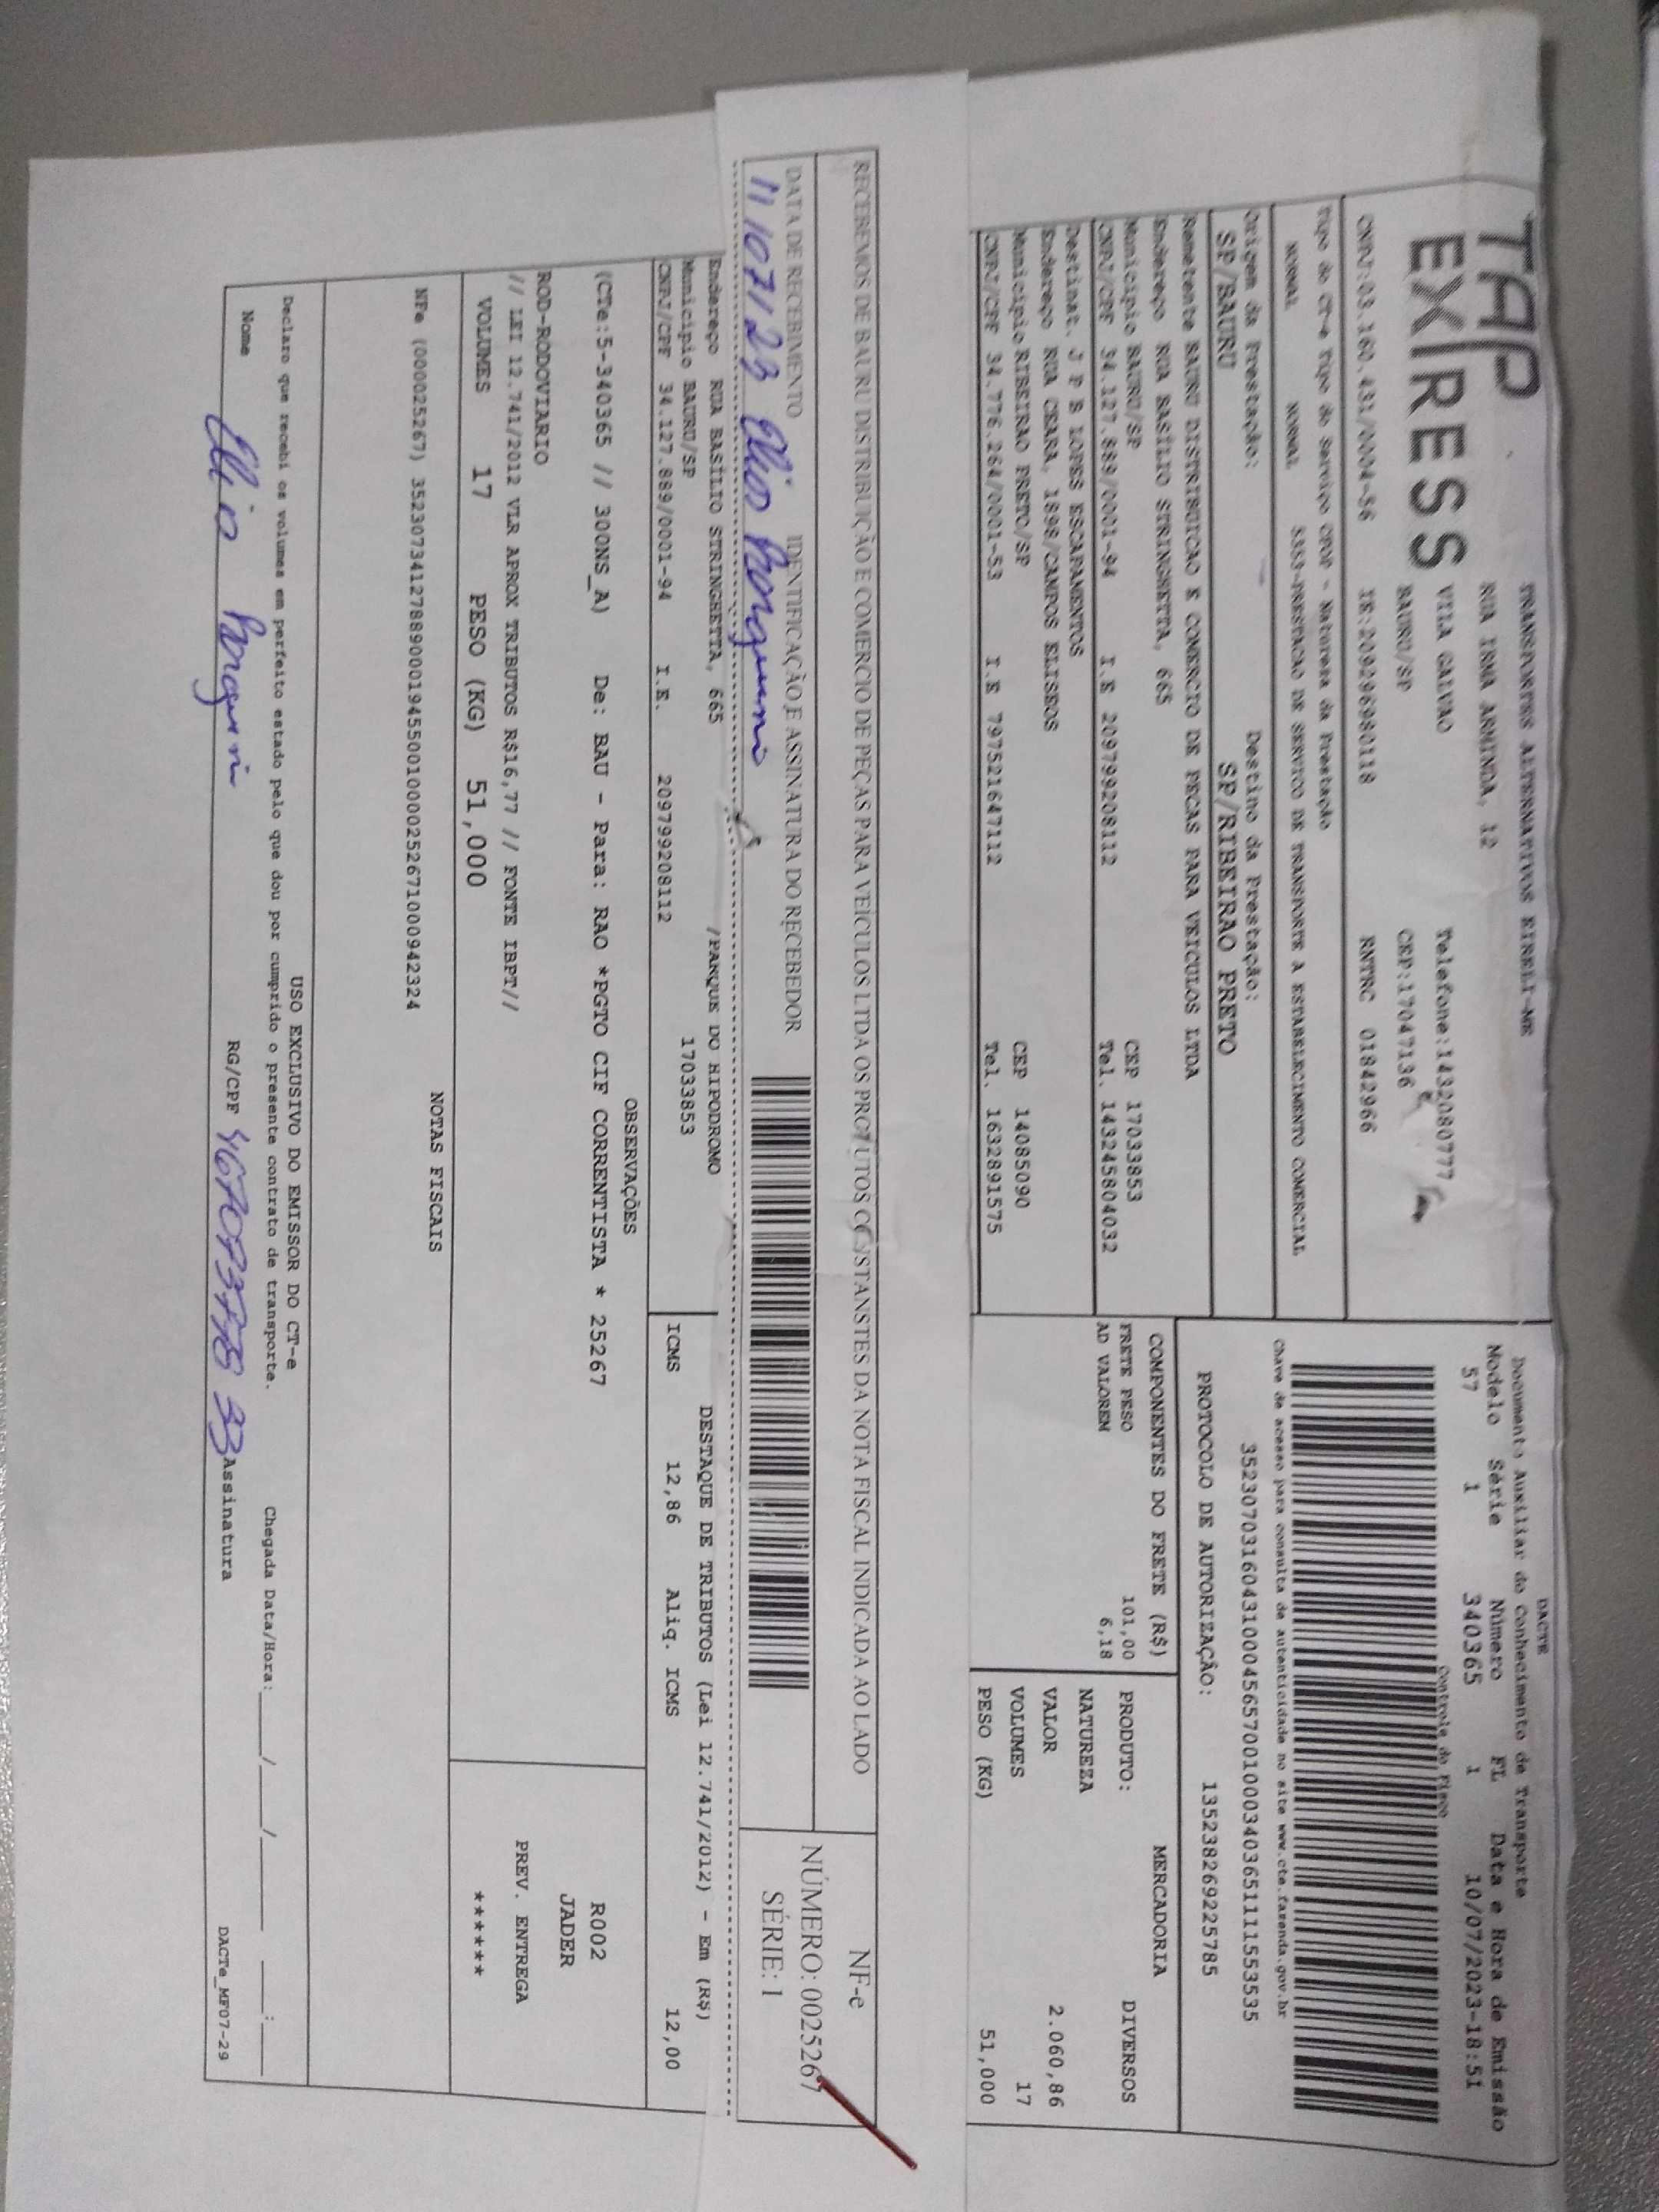 TAP
EXPRESS
TRANSPORTES ALTERNATIVOS EIRELI-ME
RUA IRMA ARMINDA, 12
VILA GALVAO Telefone:1432080777
BAURU/SP CEP:17047136
CNPJ:03.160.431/0004-56 IE:209296980118 RNTRC 01842966
DACTE
Documento Auxiliar do Conhecimento de Transporte
Modelo Série Número FL Data e Hora de Emissão
57 1 340365 1 10/07/2023-18:51
Controle do Fisco
Chave de acesso para consulta de autenticidade no site www.cte.fazenda.gov.br
35230703160431000456570010003403651111553535
PROTOCOLO DE AUTORIZAÇÃO: 135238269225785
Tipo do CT-e Tipo do Serviço CFOP - Natureza da Prestação
NORMAL NORMAL 5353-PRESTACAO DE SERVICO DE TRANSPORTE A ESTABELECIMENTO COMERCIAL
Origem da Prestação: Destino da Prestação:
SP/BAURU SP/RIBEIRAO PRETO
Remetente BAURU DISTRIBUICAO E COMERCIO DE PECAS PARA VEICULOS LTDA
Endereço RUA BASÍLIO STRINGHETTA, 665
Município BAURU/SP CEP 17033853
CNPJ/CPF 34.127.889/0001-94 I.E 209799208112 Tel. 143245804032
Destinat. J P B LOPES ESCAPAMENTOS
Endereço RUA CEARA, 1898/CAMPOS ELISEOS
Município RIBEIRAO PRETO/SP CEP 14085090
CNPJ/CPF 34.776.264/0001-53 I.E 797521647112 Tel. 1632891575
COMPONENTES DO FRETE (R$)
FRETE PESO 101,00
AD VALOREM 6,18
MERCADORIA
PRODUTO: DIVERSOS
NATUREZA
VALOR 2.060,86
VOLUMES 17
PESO (KG) 51,000
RECEBEMOS DE BAURU DISTRIBUIÇÃO E COMERCIO DE PEÇAS PARA VEÍCULOS LTDA OS PRODUTOS CONSTANSTES DA NOTA FISCAL INDICADA AO LADO
DATA DE RECEBIMENTO IDENTIFICAÇÃO E ASSINATURA DO RECEBEDOR
11/07/23
NF-e
NÚMERO: 0025267
SÉRIE: 1
Endereço RUA BASÍLIO STRINGHETTA, 665 /PARQUE DO HIPODROMO
Município BAURU/SP 17033853
CNPJ/CPF 34.127.889/0001-94 I.E. 209799208112
DESTAQUE DE TRIBUTOS (Lei 12.741/2012) - Em (R$)
ICMS 12,86 Aliq. ICMS 12,00
OBSERVAÇÕES
(CTe:5-340365 // 300NS_A) De: BAU - Para: RAO *PGTO CIF CORRENTISTA * 25267
ROD-RODOVIARIO
// LEI 12.741/2012 VLR APROX TRIBUTOS R$16,77 // FONTE IBPT//
VOLUMES 17 PESO (KG) 51,000
R002
JADER
PREV. ENTREGA
*******
NOTAS FISCAIS
NFe (000025267) 35230734127889000194550010000252671000942324
USO EXCLUSIVO DO EMISSOR DO CT-e
Declaro que recebi os volumes em perfeito estado pelo que dou por cumprido o presente contrato de transporte. Chegada Data/Hora:____/____/______ ____:____
Nome RG/CPF Assinatura
DACTe_MF07-29